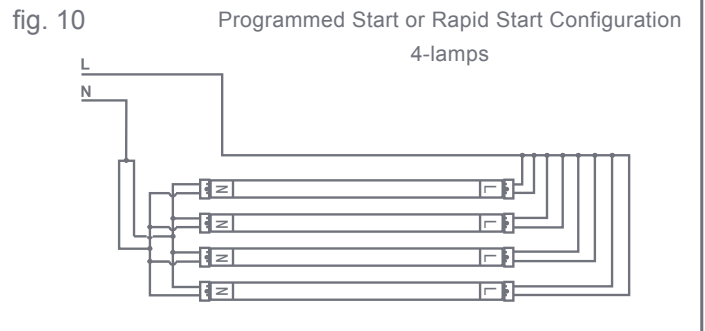 fig. 10
Programmed Start or Rapid Start Configuration
4-lamps
L
N
N L
N L
N L
N L